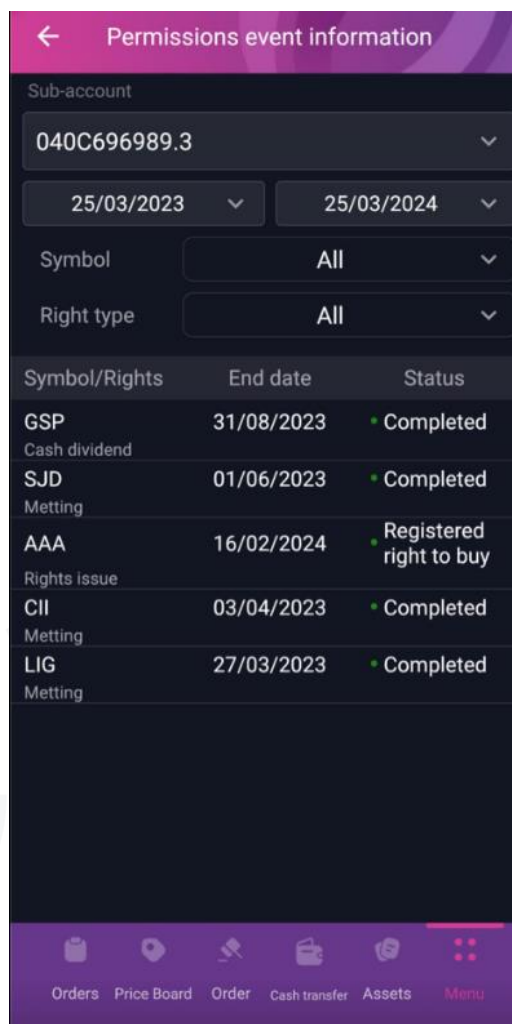 Permissions event information
Sub-account
040C696989.3
25/03/2023 25/03/2024
Symbol All
Right type All
Symbol/Rights End date Status
GSP 31/08/2023 Completed
Cash dividend
SJD 01/06/2023 Completed
Metting
AAA 16/02/2024 Registered right to buy
Rights issue
CII 03/04/2023 Completed
Metting
LIG 27/03/2023 Completed
Metting
Orders Price Board Order Cash transfer Assets Menu